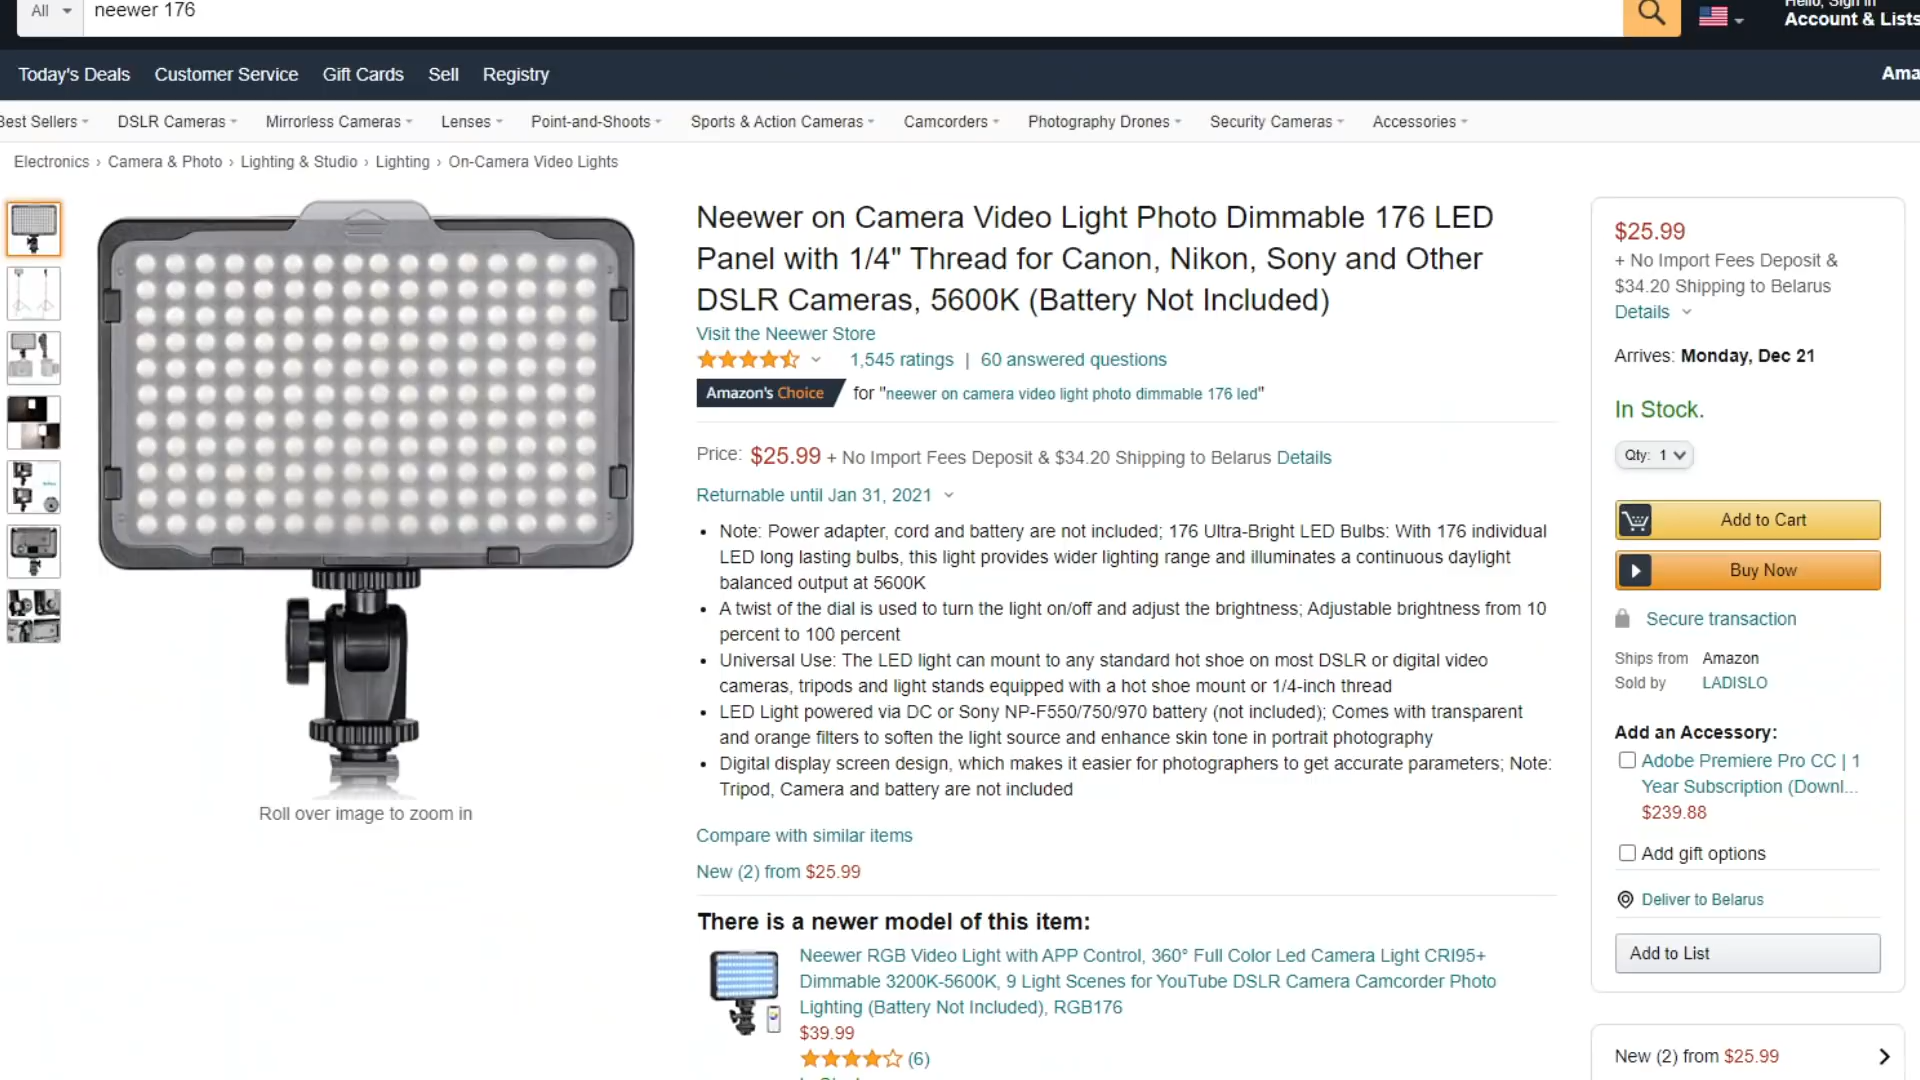 All
neewer 176
Hello, Sign in
Account & Lists
Today's Deals
Customer Service
Gift Cards
Sell
Registry
Best Sellers
DSLR Cameras
Mirrorless Cameras
Lenses
Point-and-Shoots
Sports & Action Cameras
Camcorders
Photography Drones
Security Cameras
Accessories
Electronics › Camera & Photo › Lighting & Studio › Lighting › On-Camera Video Lights
Roll over image to zoom in
Neewer on Camera Video Light Photo Dimmable 176 LED
Panel with 1/4" Thread for Canon, Nikon, Sony and Other
DSLR Cameras, 5600K (Battery Not Included)
Visit the Neewer Store
1,545 ratings | 60 answered questions
Amazon's Choice for "neewer on camera video light photo dimmable 176 led"
Price: $25.99 + No Import Fees Deposit & $34.20 Shipping to Belarus Details
Returnable until Jan 31, 2021
• Note: Power adapter, cord and battery are not included; 176 Ultra-Bright LED Bulbs: With 176 individual
LED long lasting bulbs, this light provides wider lighting range and illuminates a continuous daylight
balanced output at 5600K
• A twist of the dial is used to turn the light on/off and adjust the brightness; Adjustable brightness from 10
percent to 100 percent
• Universal Use: The LED light can mount to any standard hot shoe on most DSLR or digital video
cameras, tripods and light stands equipped with a hot shoe mount or 1/4-inch thread
• LED Light powered via DC or Sony NP-F550/750/970 battery (not included); Comes with transparent
and orange filters to soften the light source and enhance skin tone in portrait photography
• Digital display screen design, which makes it easier for photographers to get accurate parameters; Note:
Tripod, Camera and battery are not included
Compare with similar items
New (2) from $25.99
There is a newer model of this item:
Neewer RGB Video Light with APP Control, 360° Full Color Led Camera Light CRI95+
Dimmable 3200K-5600K, 9 Light Scenes for YouTube DSLR Camera Camcorder Photo
Lighting (Battery Not Included), RGB176
$39.99
(6)
$25.99
+ No Import Fees Deposit &
$34.20 Shipping to Belarus
Details
Arrives: Monday, Dec 21
In Stock.
Qty: 1
Add to Cart
Buy Now
Secure transaction
Ships from Amazon
Sold by LADISLO
Add an Accessory:
Adobe Premiere Pro CC | 1
Year Subscription (Downl...
$239.88
Add gift options
Deliver to Belarus
Add to List
New (2) from $25.99